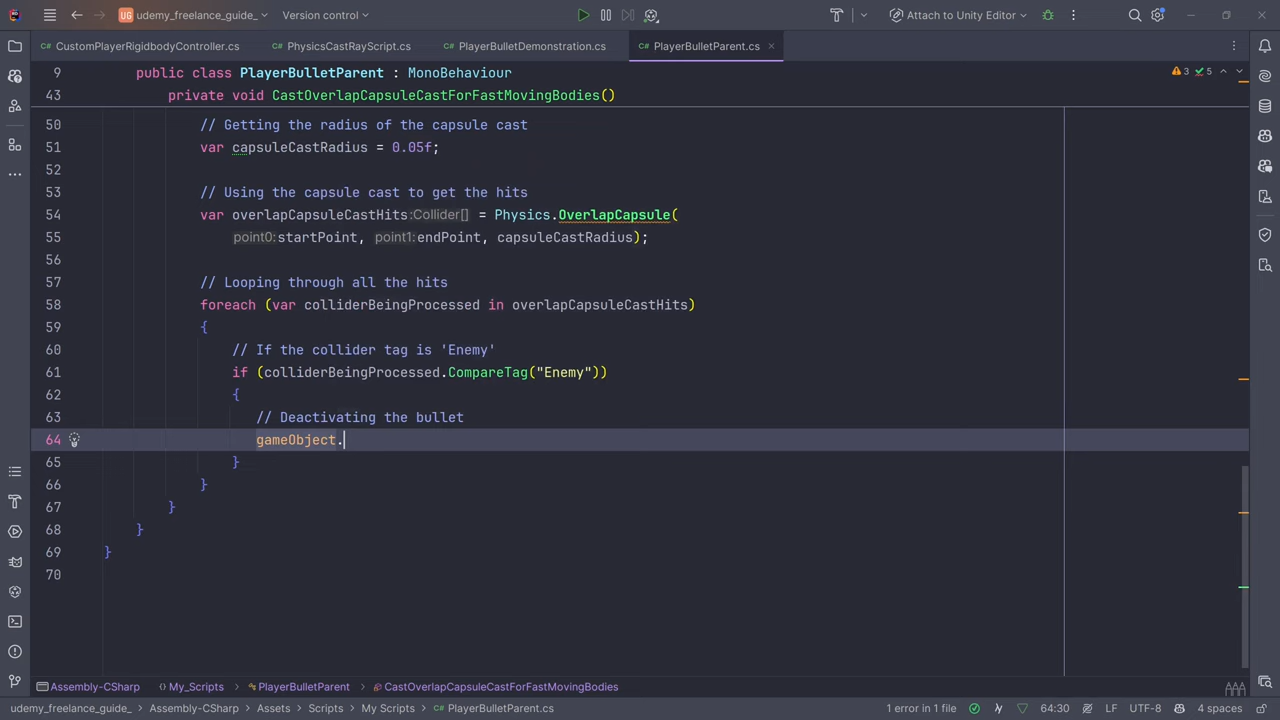 UG udemy_freelance_guide_ Version control Attach to Unity Editor
CustomPlayerRigidbodyController.cs PhysicsCastRayScript.cs PlayerBulletDemonstration.cs PlayerBulletParent.cs
9 public class PlayerBulletParent : MonoBehaviour 3 5
43 private void CastOverlapCapsuleCastForFastMovingBodies()
50 // Getting the radius of the capsule cast
51 var capsuleCastRadius = 0.05f;
52
53 // Using the capsule cast to get the hits
54 var overlapCapsuleCastHits :Collider[] = Physics.OverlapCapsule(
55 point0: startPoint, point1: endPoint, capsuleCastRadius);
56
57 // Looping through all the hits
58 foreach (var colliderBeingProcessed in overlapCapsuleCastHits)
59 {
60 // If the collider tag is 'Enemy'
61 if (colliderBeingProcessed.CompareTag("Enemy"))
62 {
63 // Deactivating the bullet
64 gameObject.
65 }
66 }
67 }
68 }
69 }
70
Assembly-CSharp My_Scripts PlayerBulletParent CastOverlapCapsuleCastForFastMovingBodies
udemy_freelance_guide_ Assembly-CSharp Assets Scripts My Scripts PlayerBulletParent.cs 1 error in 1 file 64:30 LF UTF-8 4 spaces